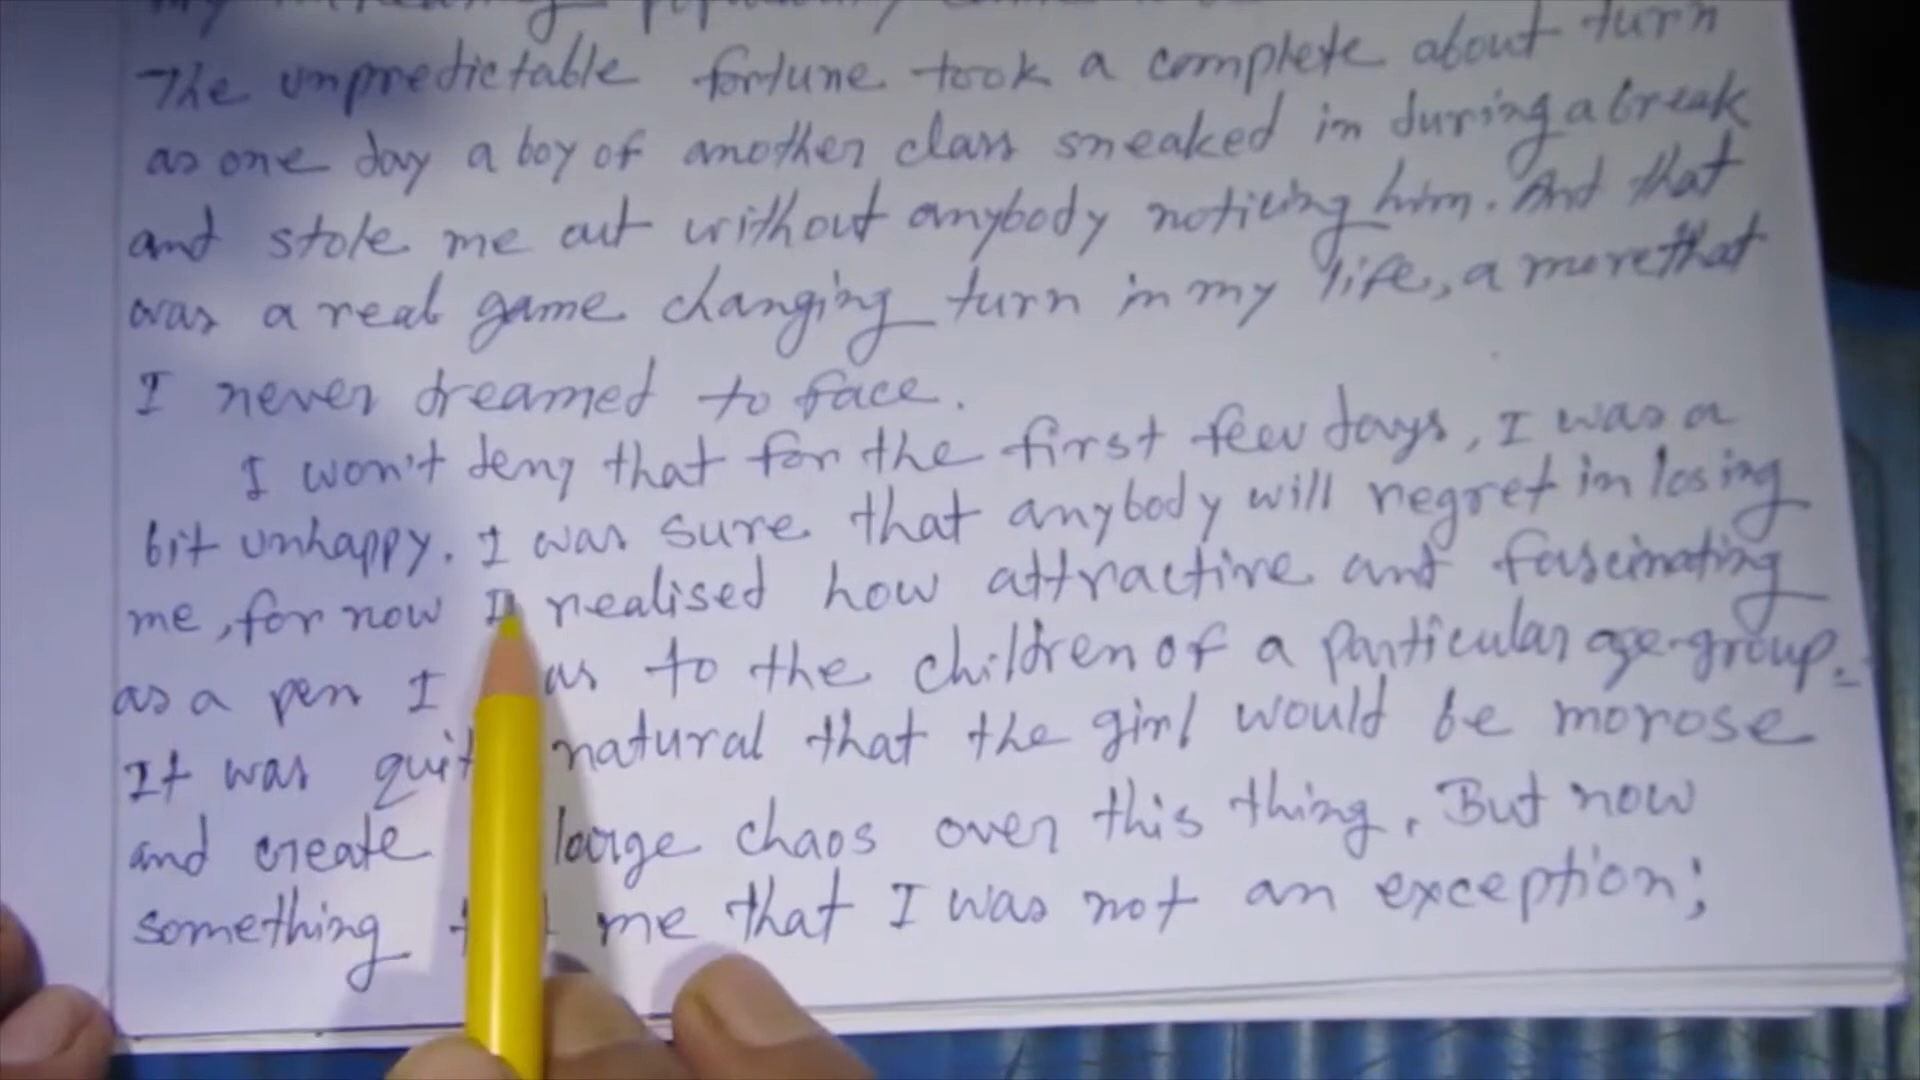 The unpredictable fortune took a complete about turn
as one day a boy of another class sneaked in during a break
and stole me out without anybody noticing him. And that
was a real game changing turn in my life, a more that
I never dreamed to face.
I won't deny that for the first few days, I was a
bit unhappy. I was sure that anybody will regret in losing
me, for now I realised how attractive and fascinating
as a pen I as to the children of a particular age-group.
It was quit natural that the girl would be morose
and create large chaos over this thing. But now
something me that I was not an exception;